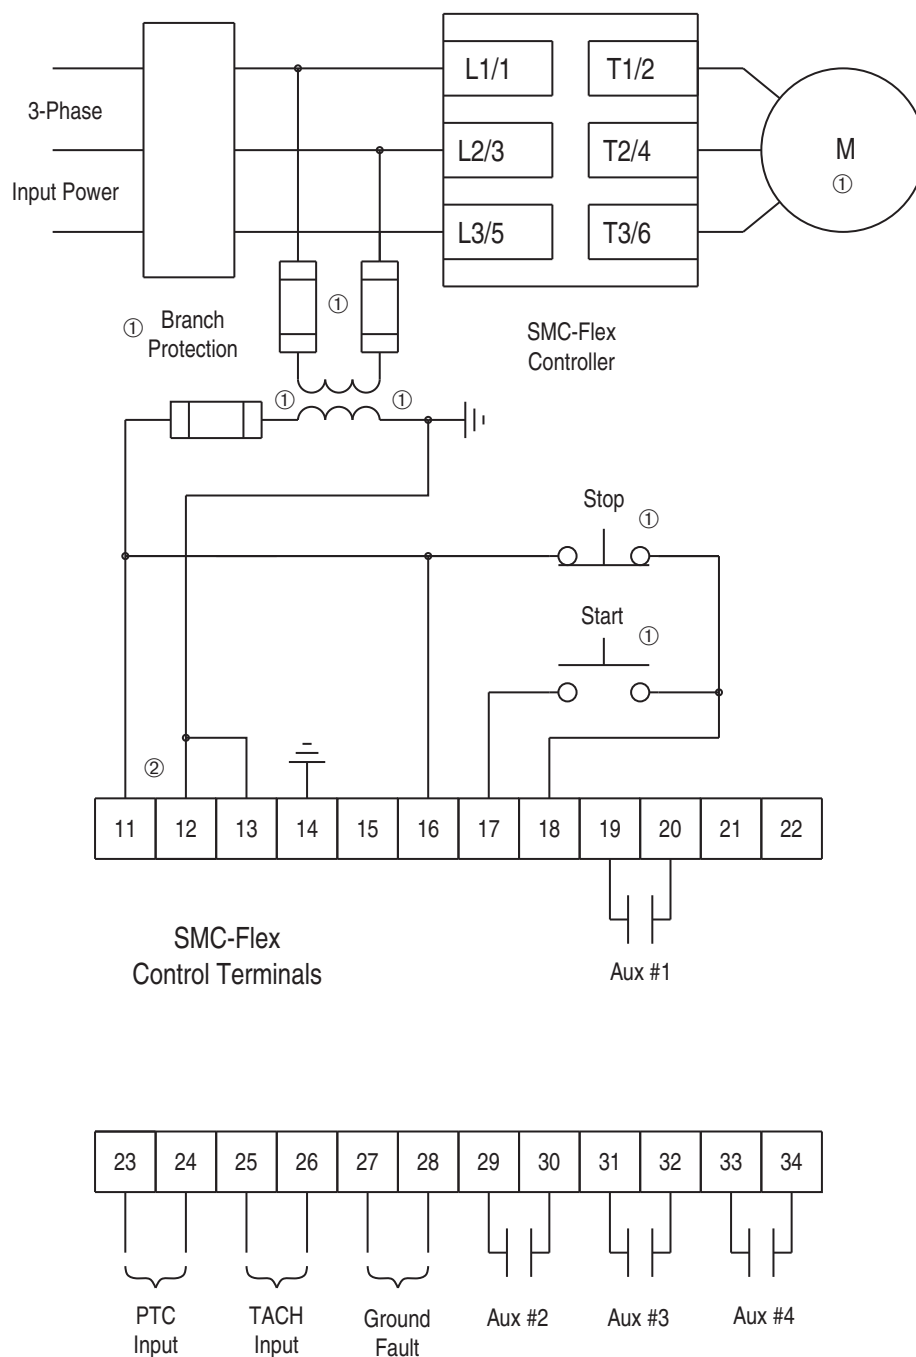 L1/1 T1/2
3-Phase
L2/3 T2/4 M
Input Power ①
L3/5 T3/6
①
① Branch
Protection
SMC-Flex
Controller
① ①
Stop
①
Start
①
②
11 12 13 14 15 16 17 18 19 20 21 22
SMC-Flex
Control Terminals
Aux #1
23 24 25 26 27 28 29 30 31 32 33 34
PTC
Input
TACH
Input
Ground
Fault
Aux #2
Aux #3
Aux #4